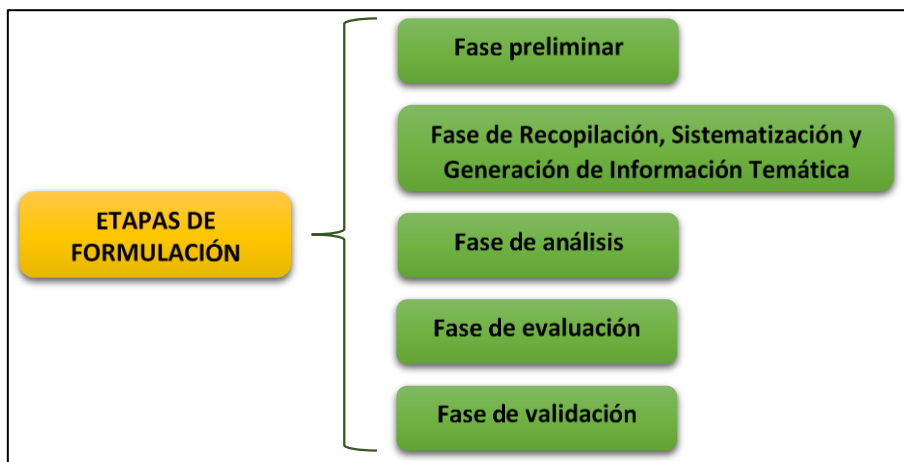 Fase preliminar
Fase de Recopilación, Sistematización y
Generación de Información Temática
ETAPAS DE
FORMULACIÓN
Fase de análisis
Fase de evaluación
Fase de validación